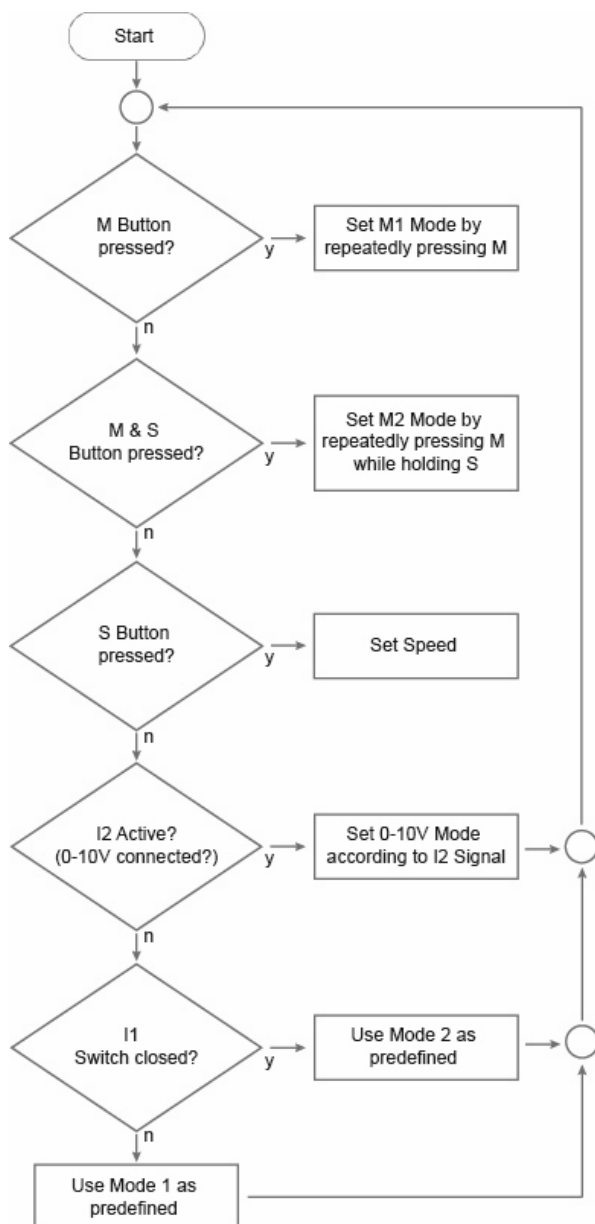 Start
M Button
pressed?
y
Set M1 Mode by
repeatedly pressing M
n
M & S
Button pressed?
y
Set M2 Mode by
repeatedly pressing M
while holding S
n
S Button
pressed?
y
Set Speed
n
I2 Active?
(0-10V connected?)
y
Set 0-10V Mode
according to I2 Signal
n
I1
Switch closed?
y
Use Mode 2 as
predefined
n
Use Mode 1 as
predefined